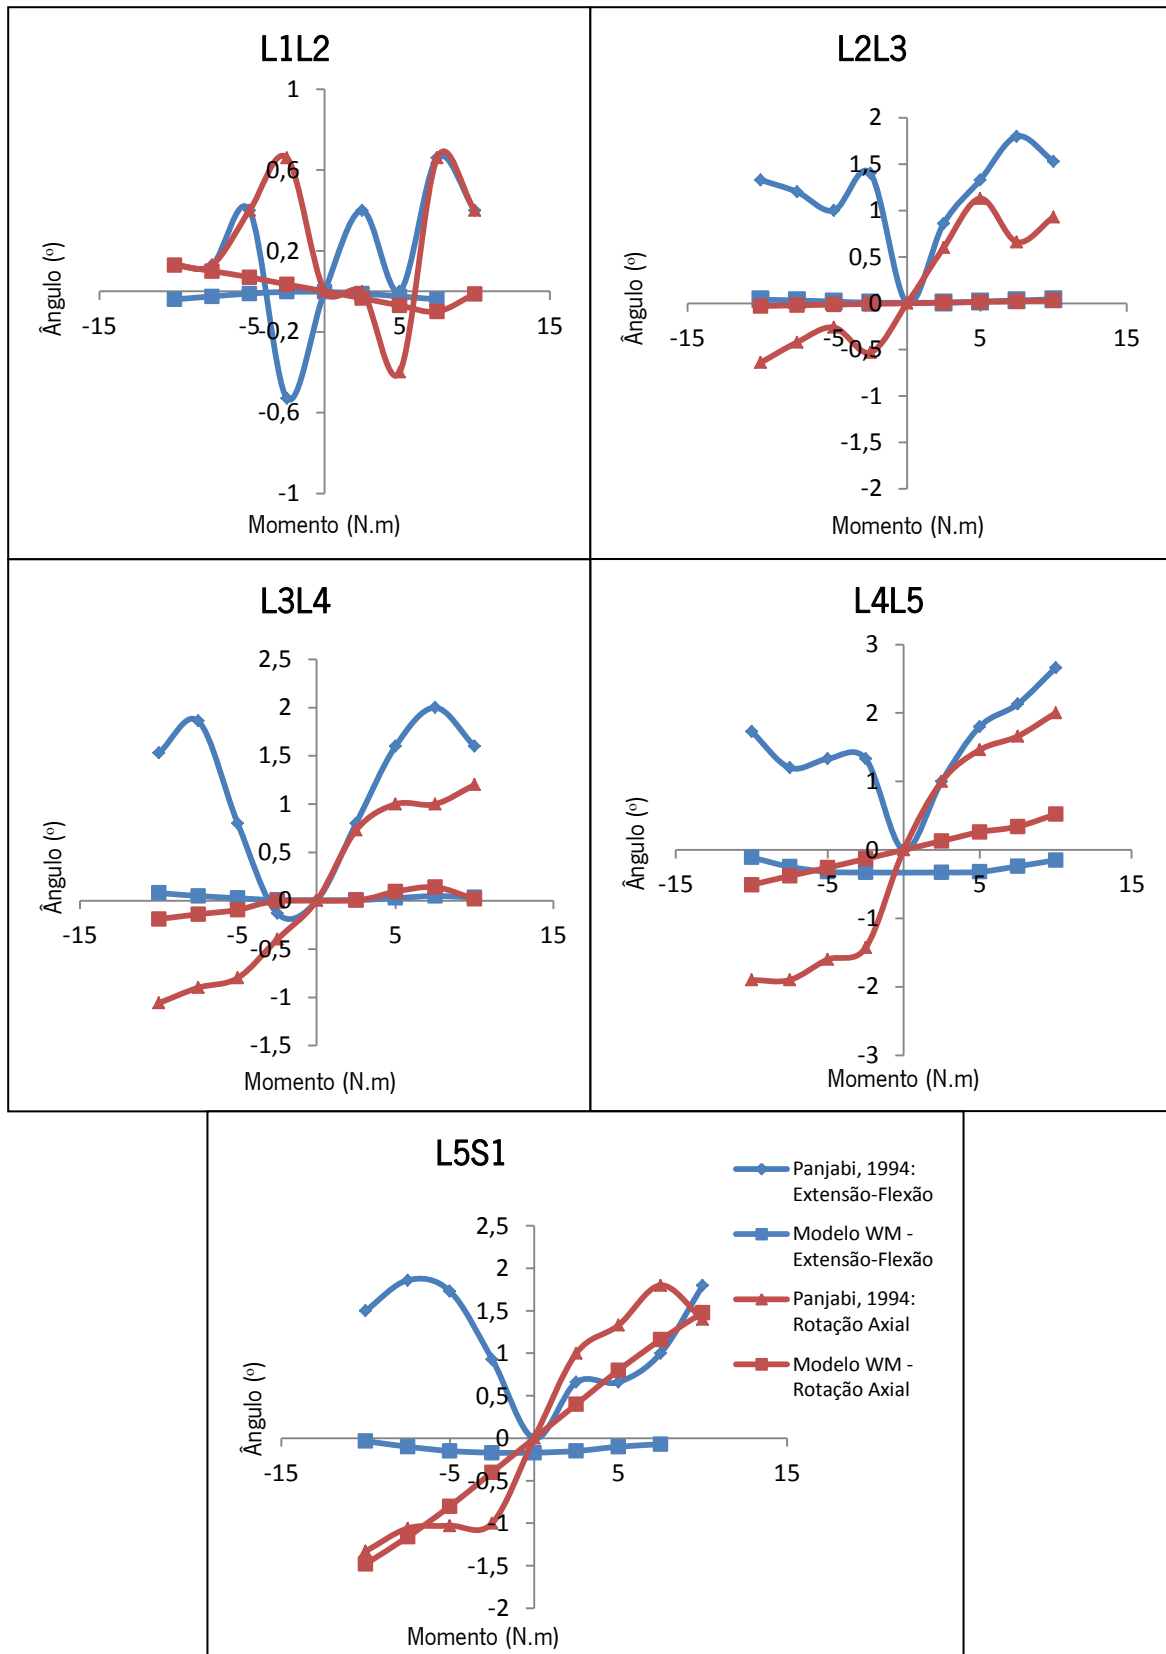 L1L2
1
0,6
0,2
-0,2
-0,6
-1
-15
-5
5
15
Ângulo (º)
Momento (N.m)
L2L3
2
1,5
1
0,5
0
-0,5
-1
-1,5
-2
-15
-5
5
15
Ângulo (º)
Momento (N.m)
L3L4
2,5
2
1,5
1
0,5
0
-0,5
-1
-1,5
-15
-5
5
15
Ângulo (º)
Momento (N.m)
L4L5
3
2
1
0
-1
-2
-3
-15
-5
5
15
Ângulo (º)
Momento (N.m)
L5S1
2,5
2
1,5
1
0,5
0
-0,5
-1
-1,5
-2
-15
-5
5
15
Ângulo (º)
Momento (N.m)
Panjabi, 1994:
Extensão-Flexão
Modelo WM -
Extensão-Flexão
Panjabi, 1994:
Rotação Axial
Modelo WM -
Rotação Axial